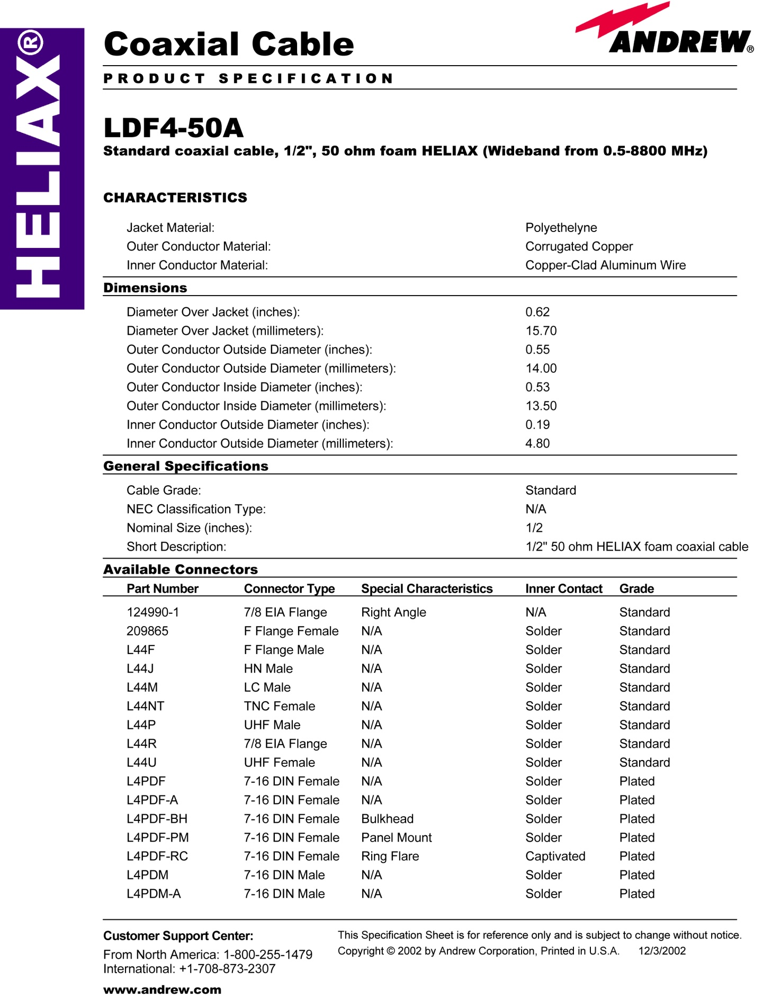 HELIAX®
Coaxial Cable
ANDREW®
PRODUCT SPECIFICATION
LDF4-50A
Standard coaxial cable, 1/2", 50 ohm foam HELIAX (Wideband from 0.5-8800 MHz)
CHARACTERISTICS
Jacket Material: Polyethelyne
Outer Conductor Material: Corrugated Copper
Inner Conductor Material: Copper-Clad Aluminum Wire
Dimensions
Diameter Over Jacket (inches): 0.62
Diameter Over Jacket (millimeters): 15.70
Outer Conductor Outside Diameter (inches): 0.55
Outer Conductor Outside Diameter (millimeters): 14.00
Outer Conductor Inside Diameter (inches): 0.53
Outer Conductor Inside Diameter (millimeters): 13.50
Inner Conductor Outside Diameter (inches): 0.19
Inner Conductor Outside Diameter (millimeters): 4.80
General Specifications
Cable Grade: Standard
NEC Classification Type: N/A
Nominal Size (inches): 1/2
Short Description: 1/2" 50 ohm HELIAX foam coaxial cable
Available Connectors
Part Number Connector Type Special Characteristics Inner Contact Grade
124990-1 7/8 EIA Flange Right Angle N/A Standard
209865 F Flange Female N/A Solder Standard
L44F F Flange Male N/A Solder Standard
L44J HN Male N/A Solder Standard
L44M LC Male N/A Solder Standard
L44NT TNC Female N/A Solder Standard
L44P UHF Male N/A Solder Standard
L44R 7/8 EIA Flange N/A Solder Standard
L44U UHF Female N/A Solder Standard
L4PDF 7-16 DIN Female N/A Solder Plated
L4PDF-A 7-16 DIN Female N/A Solder Plated
L4PDF-BH 7-16 DIN Female Bulkhead Solder Plated
L4PDF-PM 7-16 DIN Female Panel Mount Solder Plated
L4PDF-RC 7-16 DIN Female Ring Flare Captivated Plated
L4PDM 7-16 DIN Male N/A Solder Plated
L4PDM-A 7-16 DIN Male N/A Solder Plated
Customer Support Center:
From North America: 1-800-255-1479
International: +1-708-873-2307
www.andrew.com
This Specification Sheet is for reference only and is subject to change without notice.
Copyright © 2002 by Andrew Corporation, Printed in U.S.A. 12/3/2002